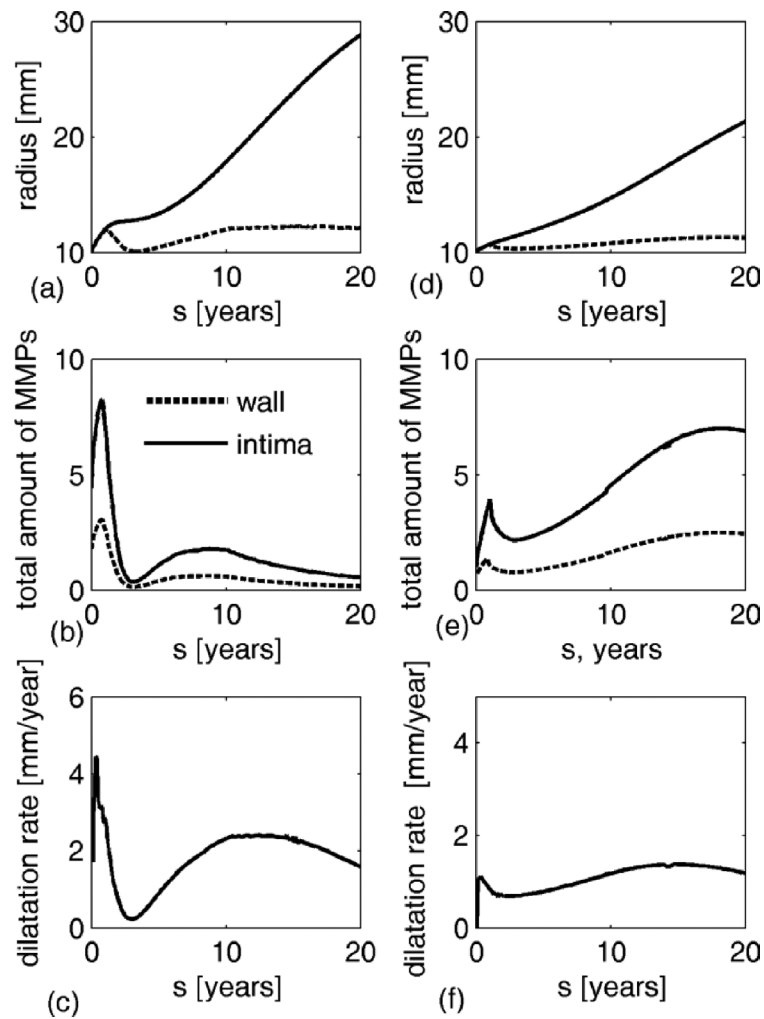 30
20
10
radius [mm]
0
10
20
s [years]
(a)
30
20
10
radius [mm]
0
10
20
s [years]
(d)
10
5
0
total amount of MMPs
wall
intima
0
10
20
s [years]
(b)
10
5
0
total amount of MMPs
0
10
20
s, years
(e)
6
4
2
0
dilatation rate [mm/year]
0
10
20
s [years]
(c)
4
2
0
dilatation rate [mm/year]
0
10
20
s [years]
(f)